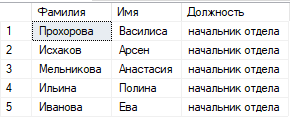 Фамилия Имя Должность
1 Прохорова Василиса начальник отдела
2 Исхаков Арсен начальник отдела
3 Мельникова Анастасия начальник отдела
4 Ильина Полина начальник отдела
5 Иванова Ева начальник отдела